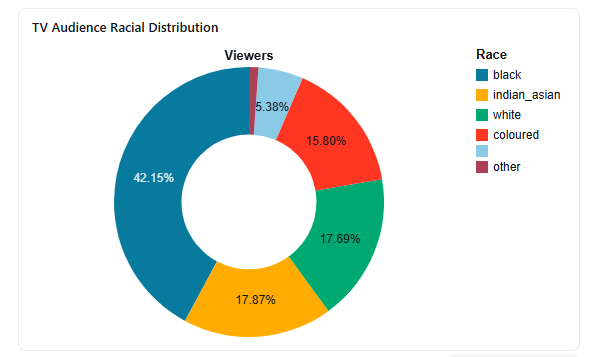 TV Audience Racial Distribution
Viewers
Race
black
indian_asian
white
coloured
other
5.38%
15.80%
42.15%
17.69%
17.87%